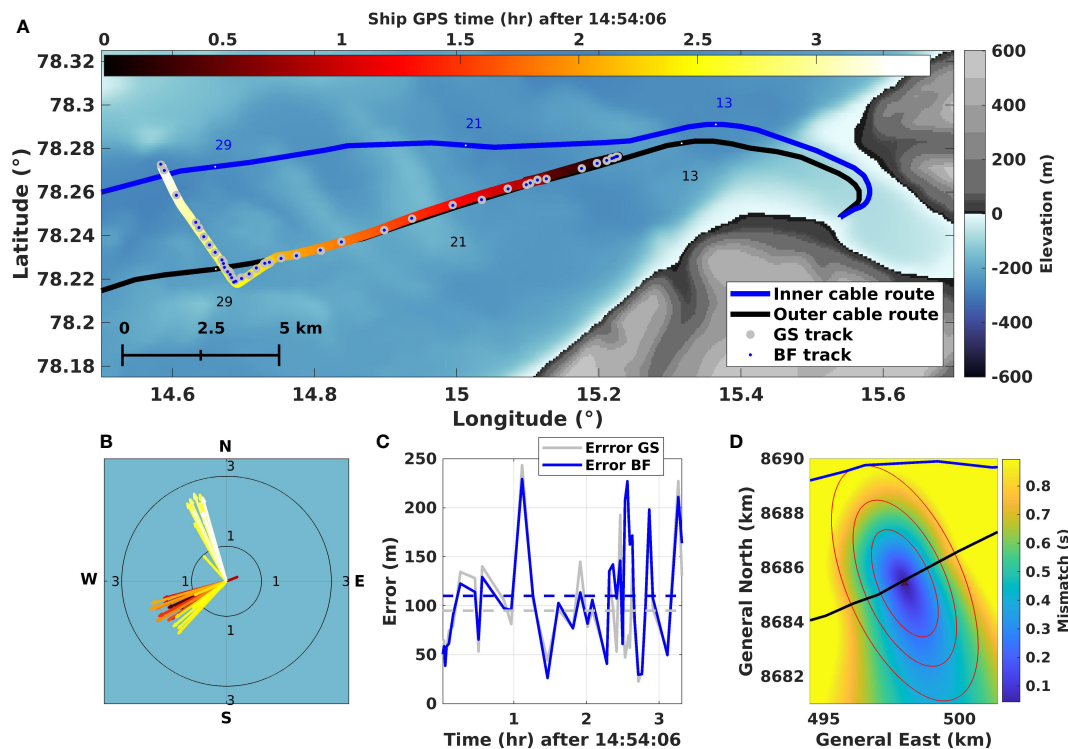 A
Ship GPS time (hr) after 14:54:06
0 0.5 1 1.5 2 2.5 3
78.32
78.3
78.28
78.26
78.24
78.22
78.2
78.18
Latitude (°)
29 21 13
13
21
29
0 2.5 5 km
Inner cable route
Outer cable route
GS track
BF track
14.6 14.8 15 15.2 15.4 15.6
Longitude (°)
600
400
200
0
-200
-400
-600
Elevation (m)
B
N
3
1
W 3 1 1 3 E
1
3
S
C
Errror GS
Error BF
250
200
150
100
50
0
Error (m)
1 2 3
Time (hr) after 14:54:06
D
8690
8688
8686
8684
8682
General North (km)
495 500
General East (km)
0.8
0.7
0.6
0.5
0.4
0.3
0.2
0.1
Mismatch (s)